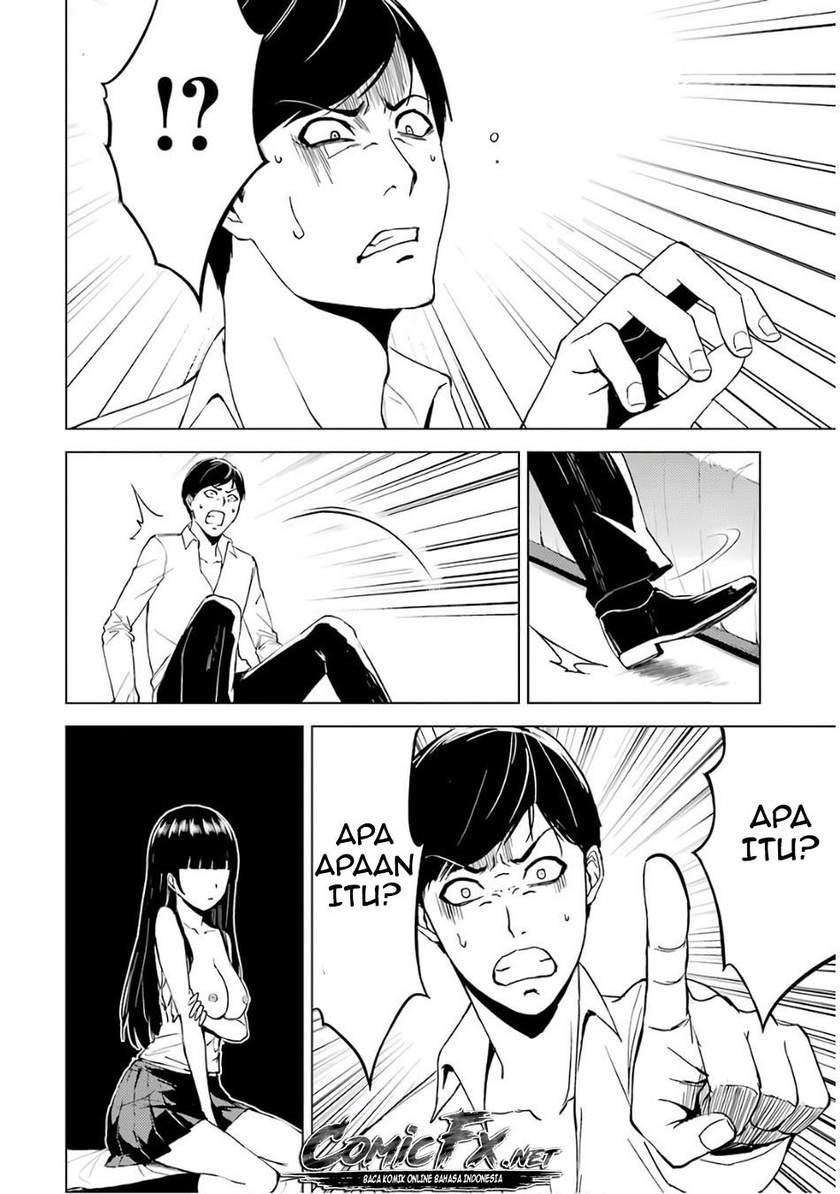 !?
APA
ITU?
APA
APAAN
ITU?
COMICFX.NET
BACA KOMIK ONLINE BAHASA INDONESIA